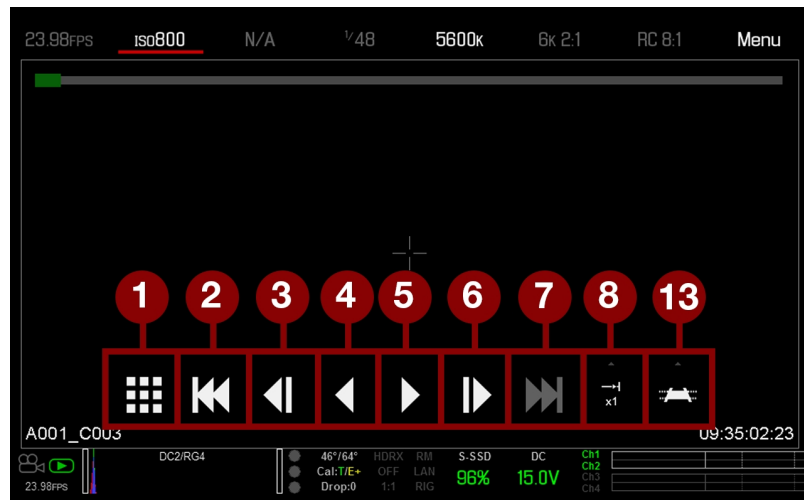 23.98FPS ISO800 N/A 1/48 5600K 6K 2:1 RC 8:1 Menu
1 2 3 4 5 6 7 8 13
x1
A001_C003 09:35:02:23
DC2/RG4 46°/64° HDRX RM S-SSD DC Ch1
Ch2
Cal:T/E+ OFF LAN 96% 15.0V Ch3
23.98FPS Drop:0 1:1 RIG Ch4